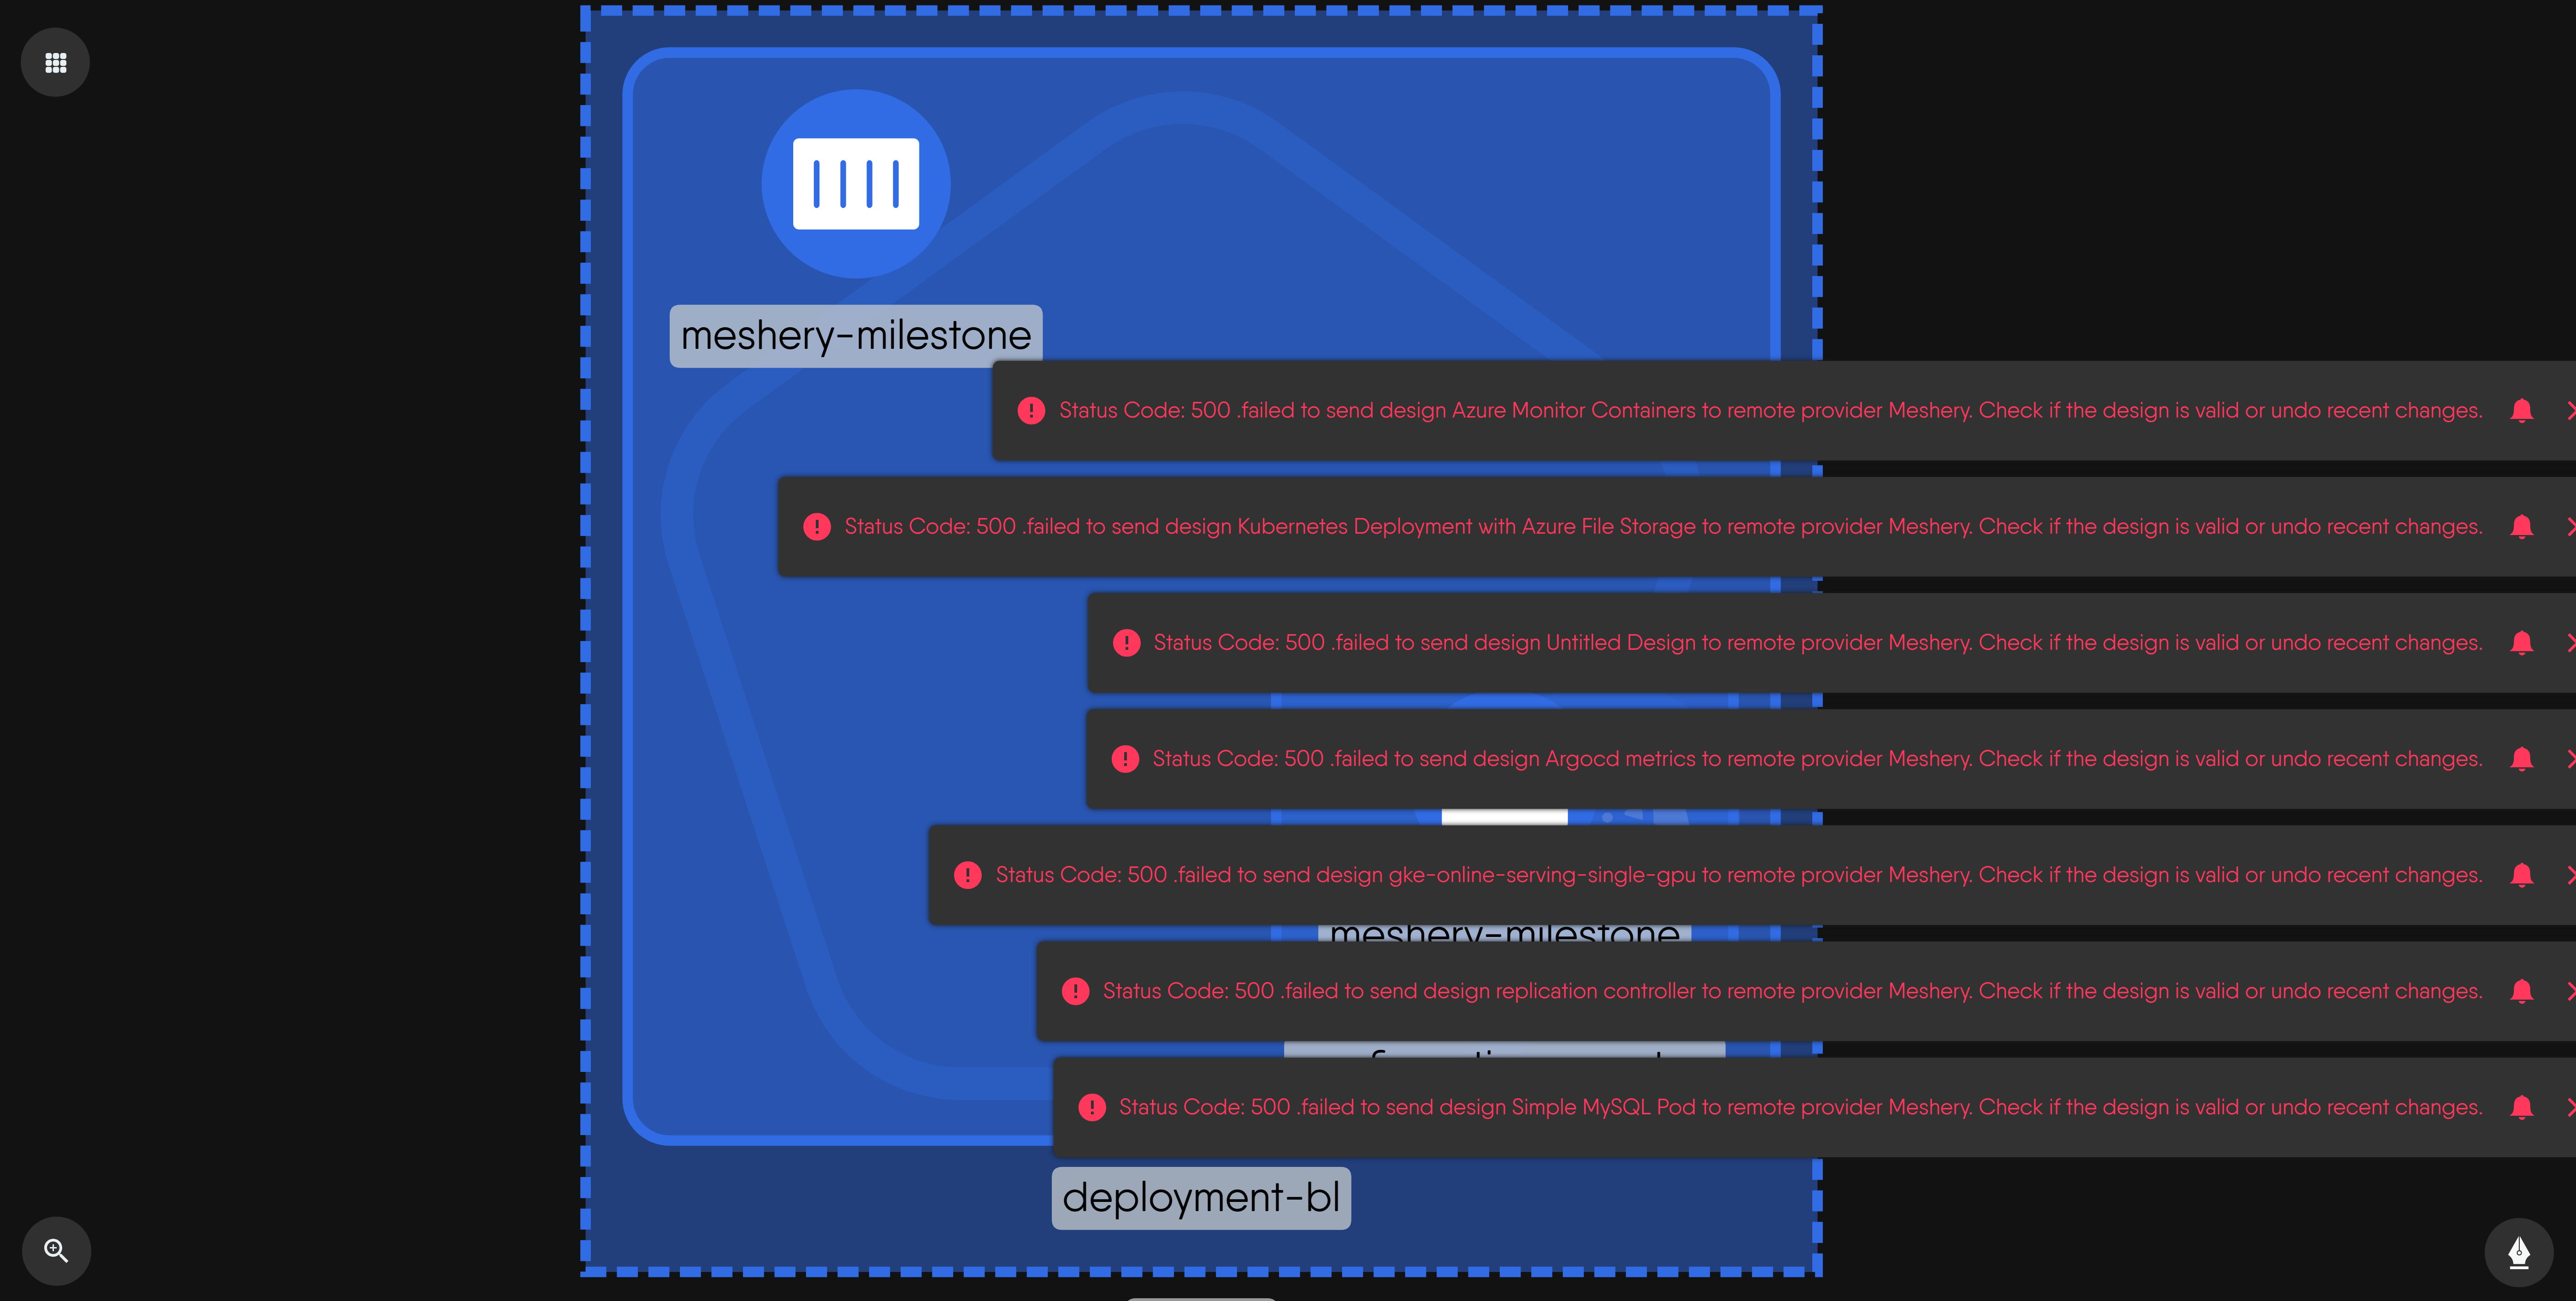 meshery-milestone
Status Code: 500 .failed to send design Azure Monitor Containers to remote provider Meshery. Check if the design is valid or undo recent changes.
Status Code: 500 .failed to send design Kubernetes Deployment with Azure File Storage to remote provider Meshery. Check if the design is valid or undo recent changes.
Status Code: 500 .failed to send design Untitled Design to remote provider Meshery. Check if the design is valid or undo recent changes.
Status Code: 500 .failed to send design Argocd metrics to remote provider Meshery. Check if the design is valid or undo recent changes.
Status Code: 500 .failed to send design gke-online-serving-single-gpu to remote provider Meshery. Check if the design is valid or undo recent changes.
meshery-milestone
Status Code: 500 .failed to send design replication controller to remote provider Meshery. Check if the design is valid or undo recent changes.
Status Code: 500 .failed to send design Simple MySQL Pod to remote provider Meshery. Check if the design is valid or undo recent changes.
deployment-bl